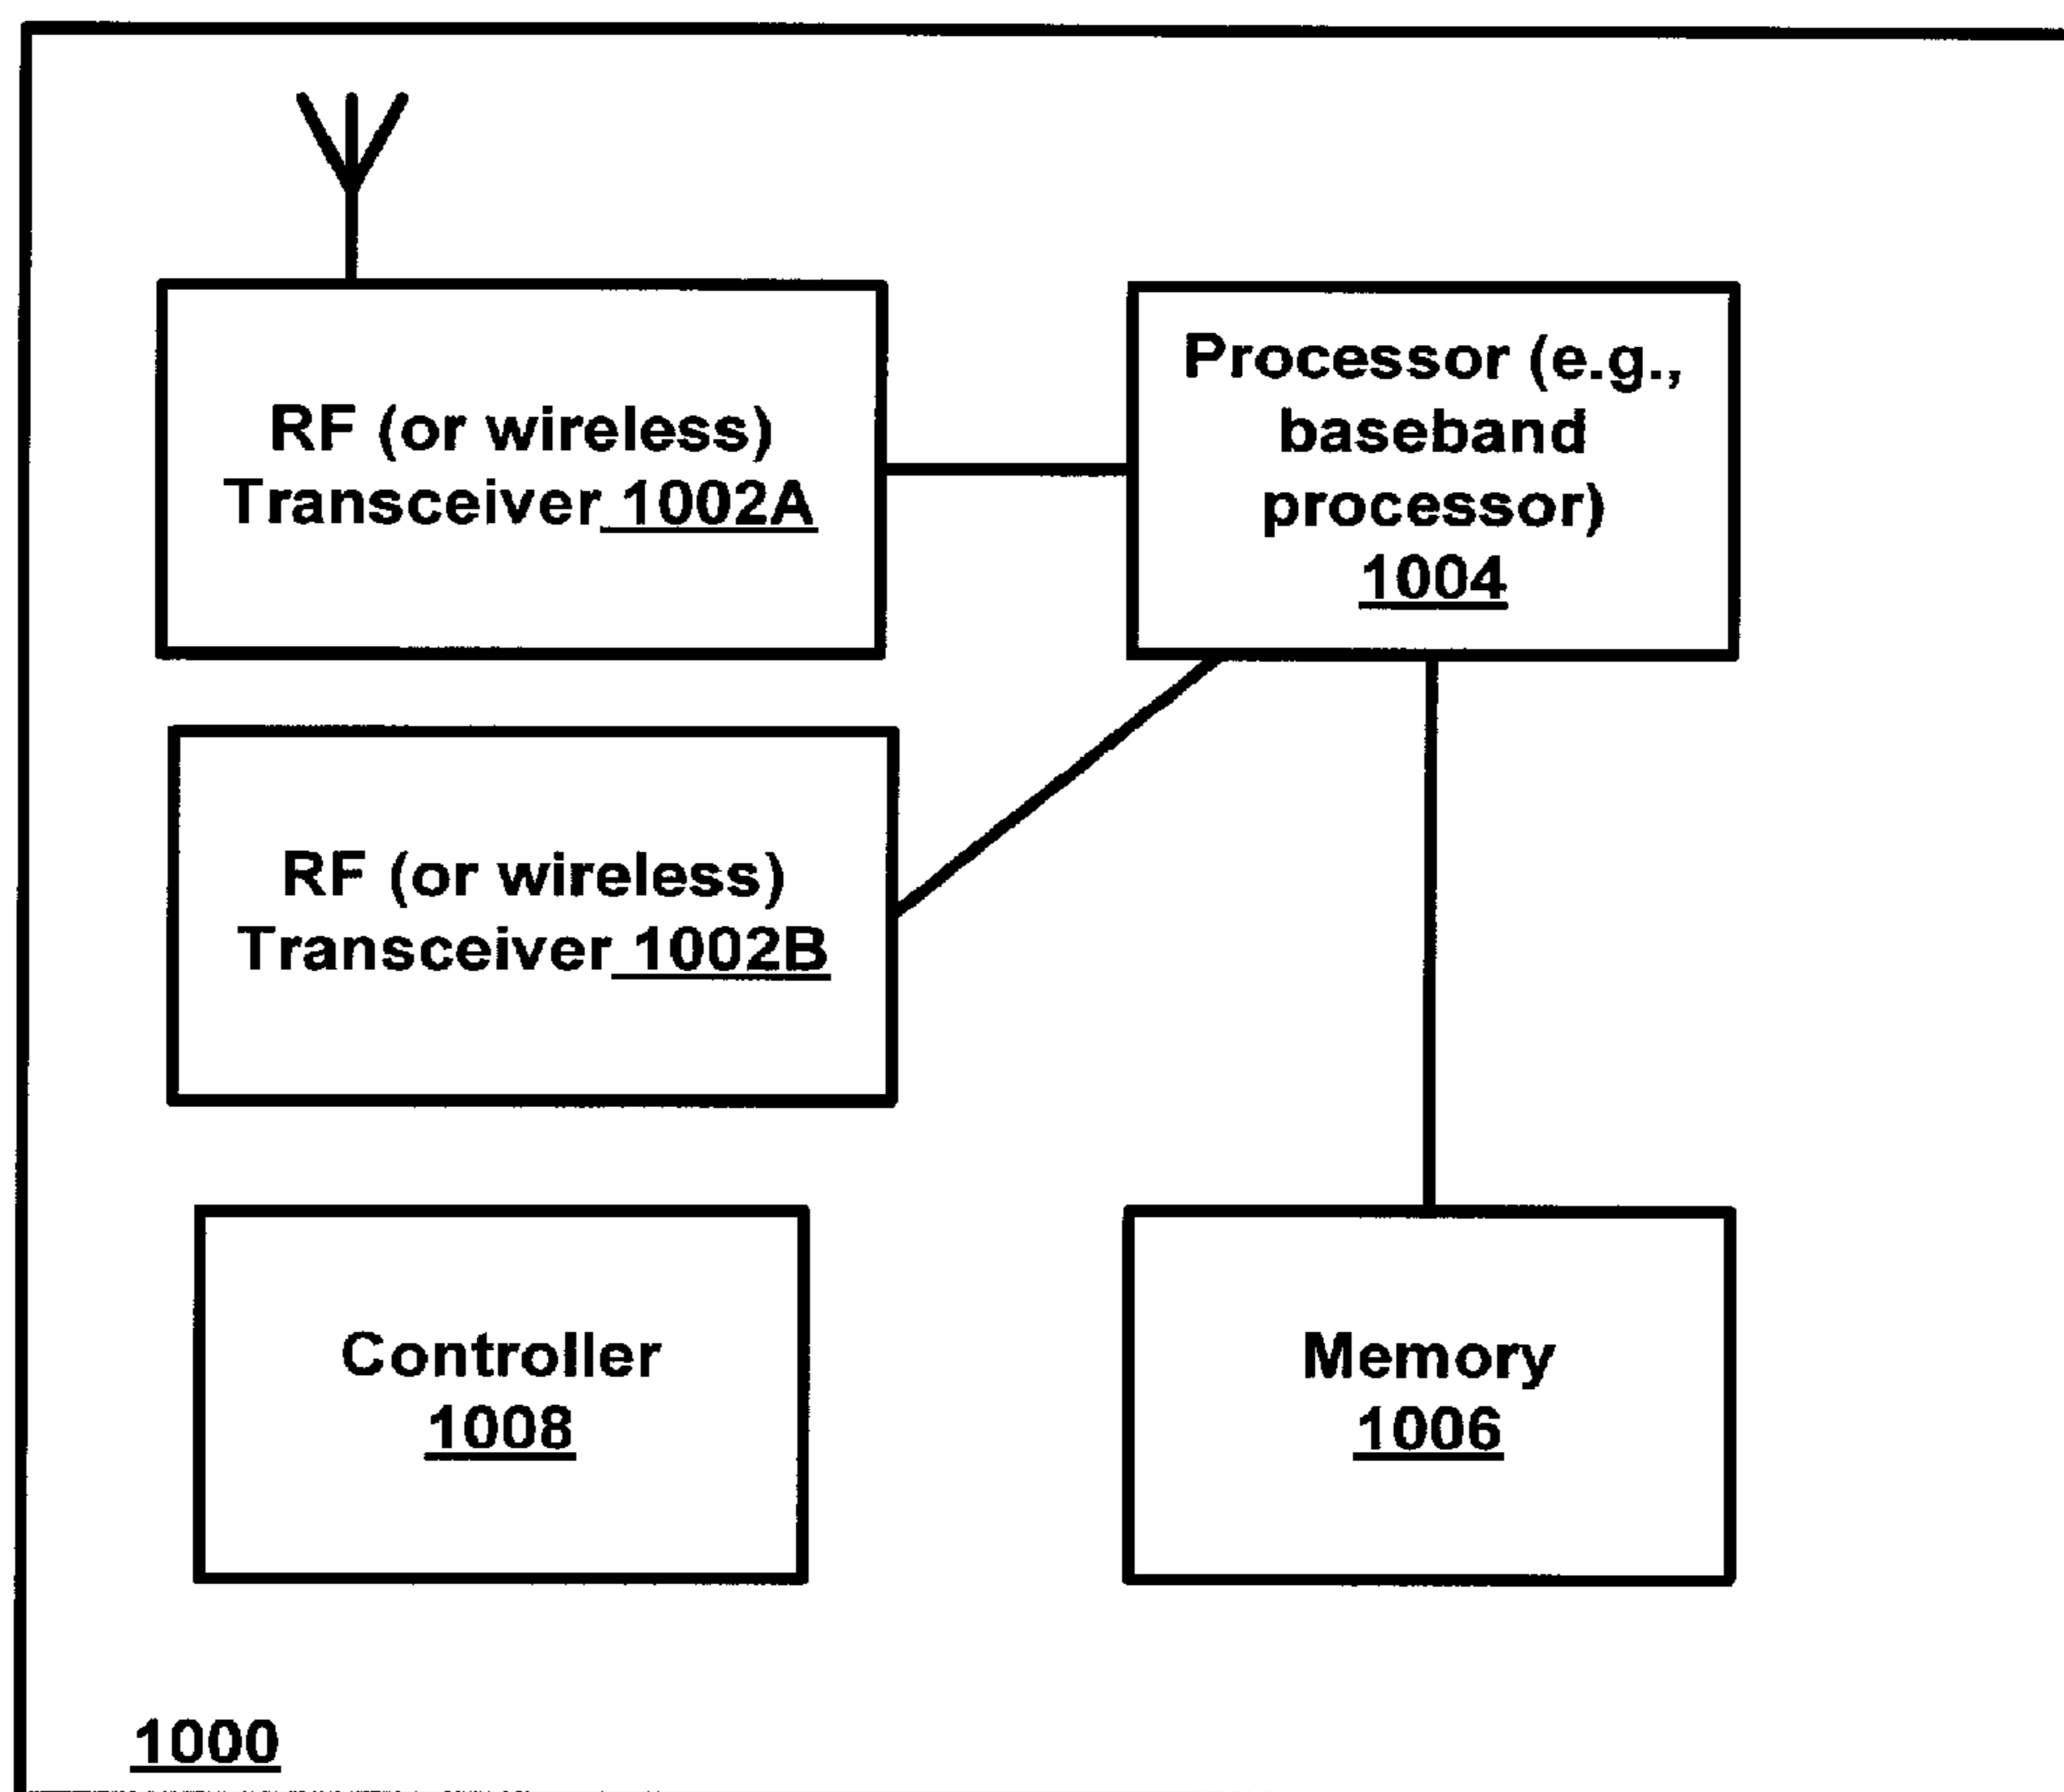 RF (or wireless)
Transceiver 1002A
Processor (e.g.,
baseband
processor)
1004
RF (or wireless)
Transceiver 1002B
Controller
1008
Memory
1006
1000